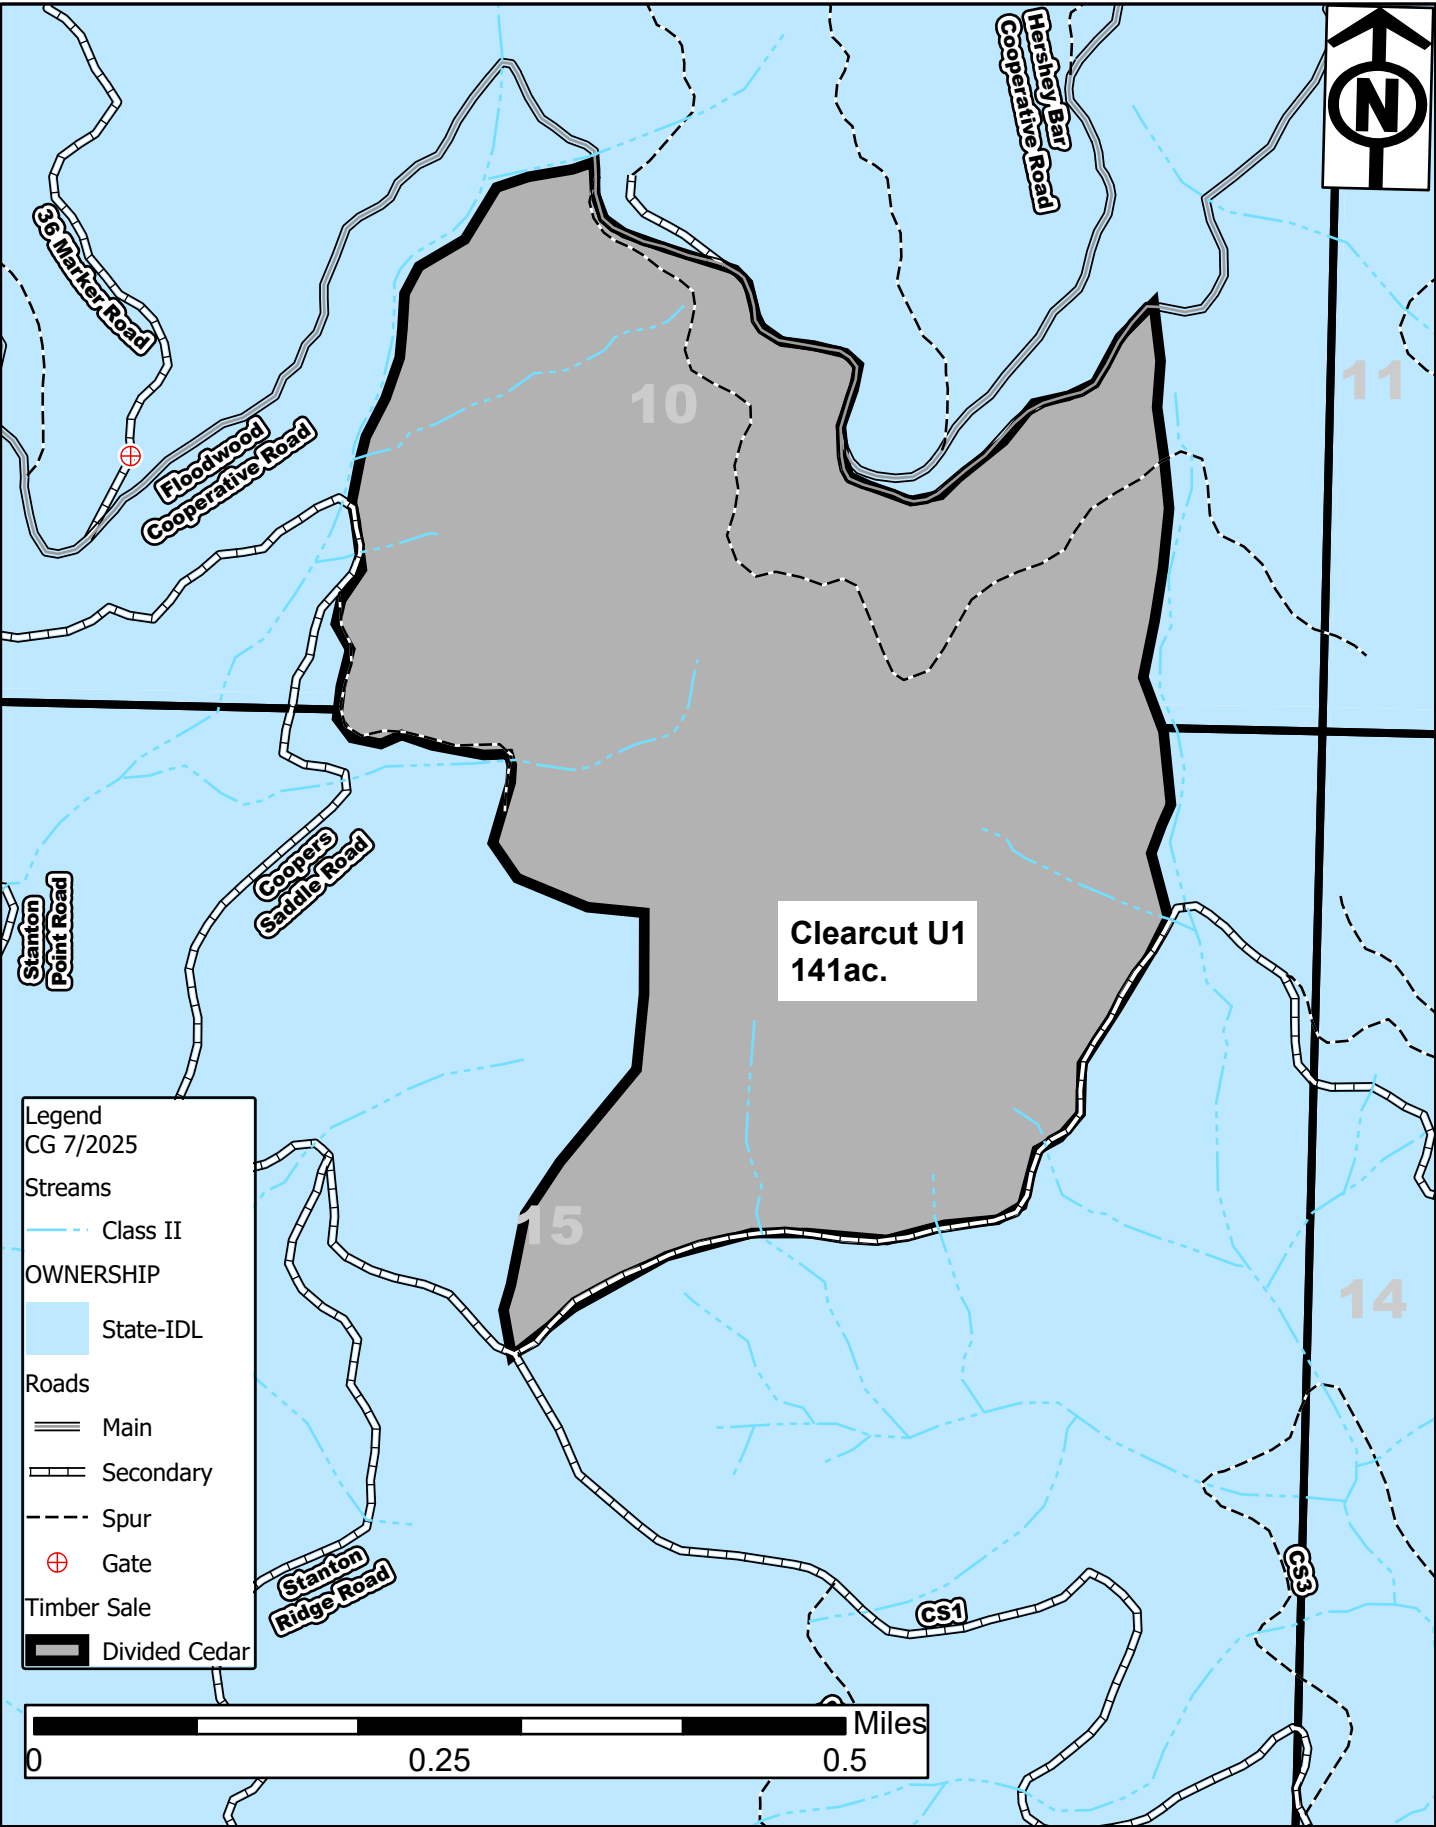 Hershey Bar
Cooperative Road
N
36 Marker Road
10
11
Floodwood
Cooperative Road
Coopers
Saddle Road
Stanton
Point Road
Clearcut U1
141ac.
15
14
Legend
CG 7/2025
Streams
Class II
OWNERSHIP
State-IDL
Roads
Main
Secondary
Spur
Gate
Timber Sale
Divided Cedar
Stanton
Ridge Road
CS1
CS3
Miles
0
0.25
0.5